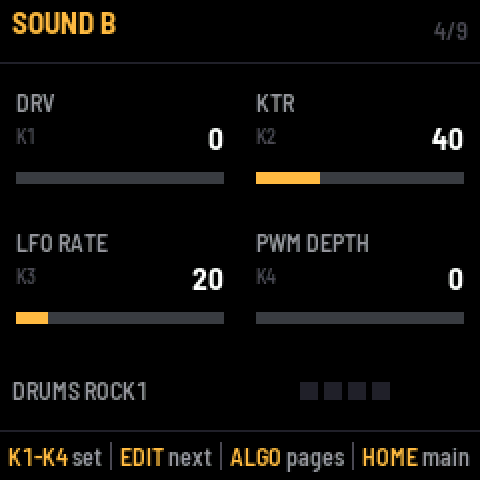 SOUND B
4/9
DRV
K1
0
KTR
K2
40
LFO RATE
K3
20
PWM DEPTH
K4
0
DRUMS ROCK 1
K1-K4 set | EDIT next | ALGO pages | HOME main